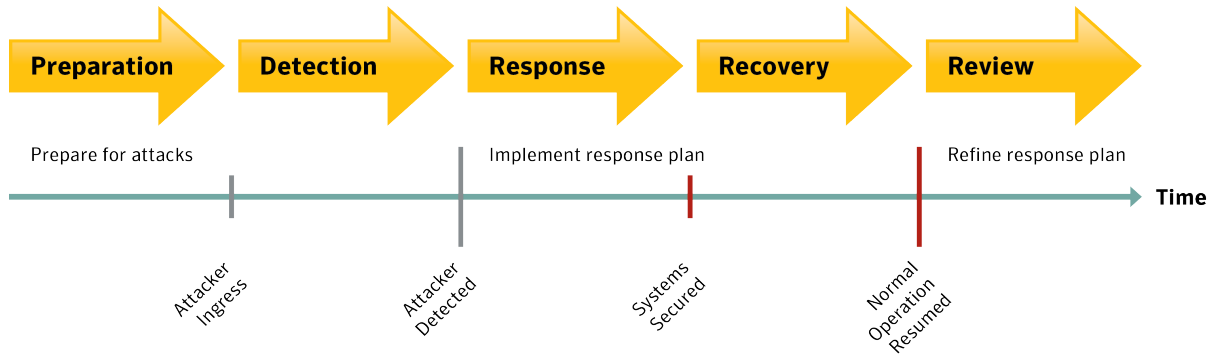 Preparation
Detection
Response
Recovery
Review
Prepare for attacks
Implement response plan
Refine response plan
Time
Attacker
Ingress
Attacker
Detected
Systems
Secured
Normal
Operation
Resumed